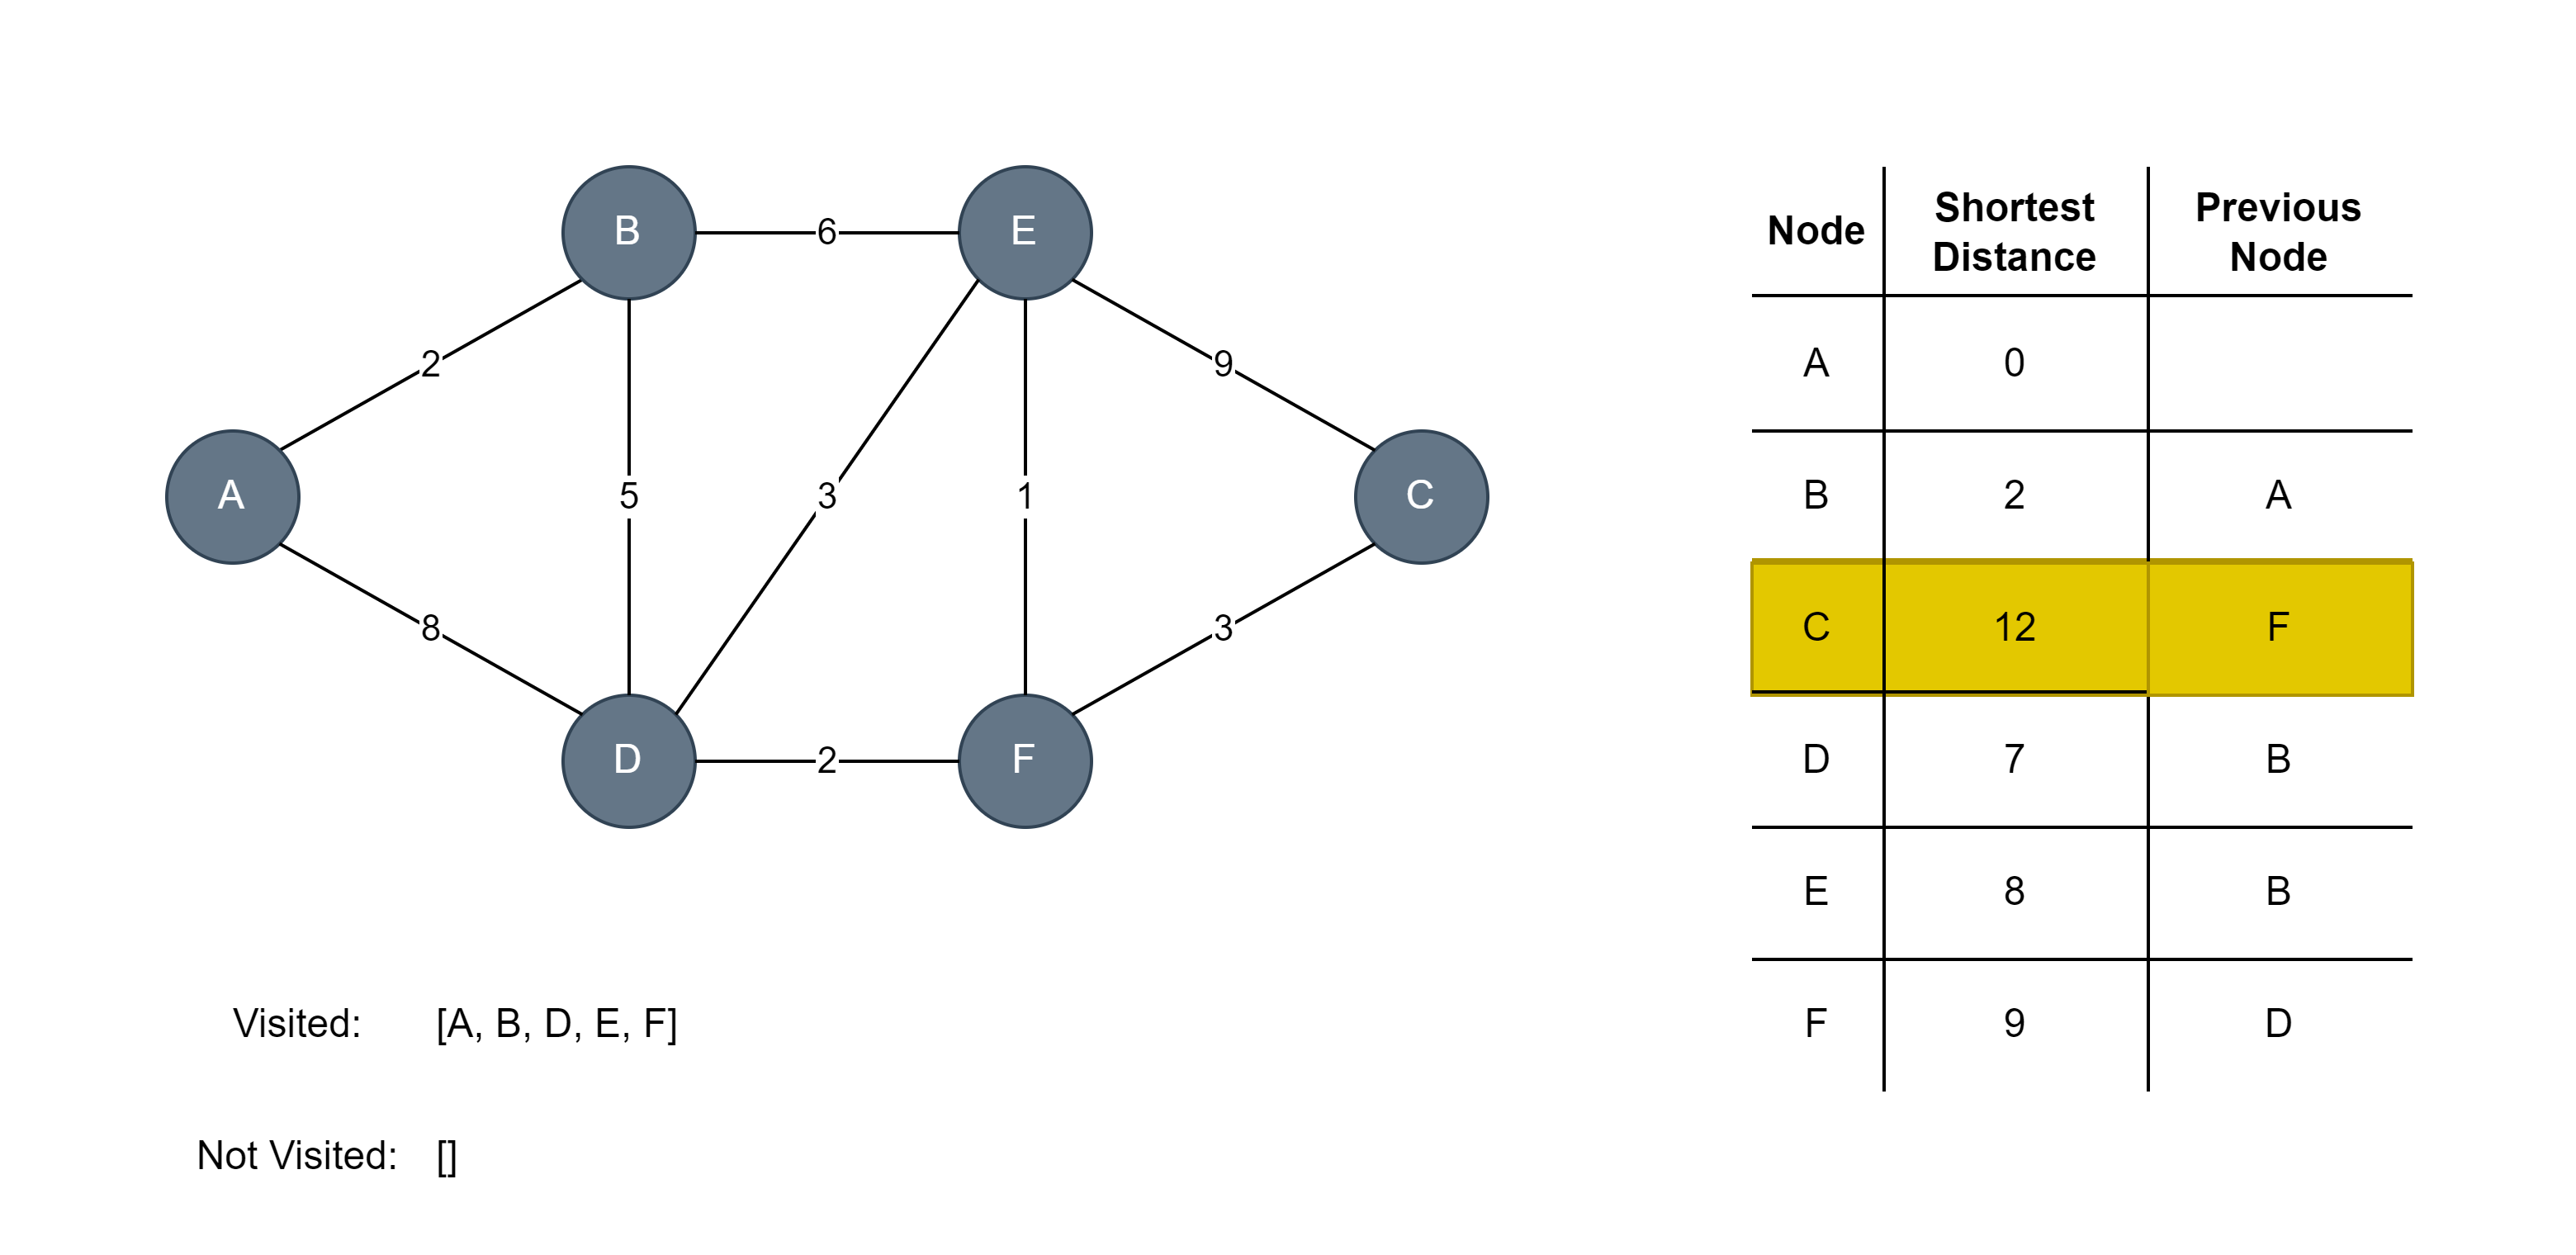 B
6
E
2
9
A
5
3
1
C
8
3
D
2
F
Visited: [A, B, D, E, F]
Not Visited: []
Node Shortest Distance Previous Node
A 0
B 2 A
C 12 F
D 7 B
E 8 B
F 9 D